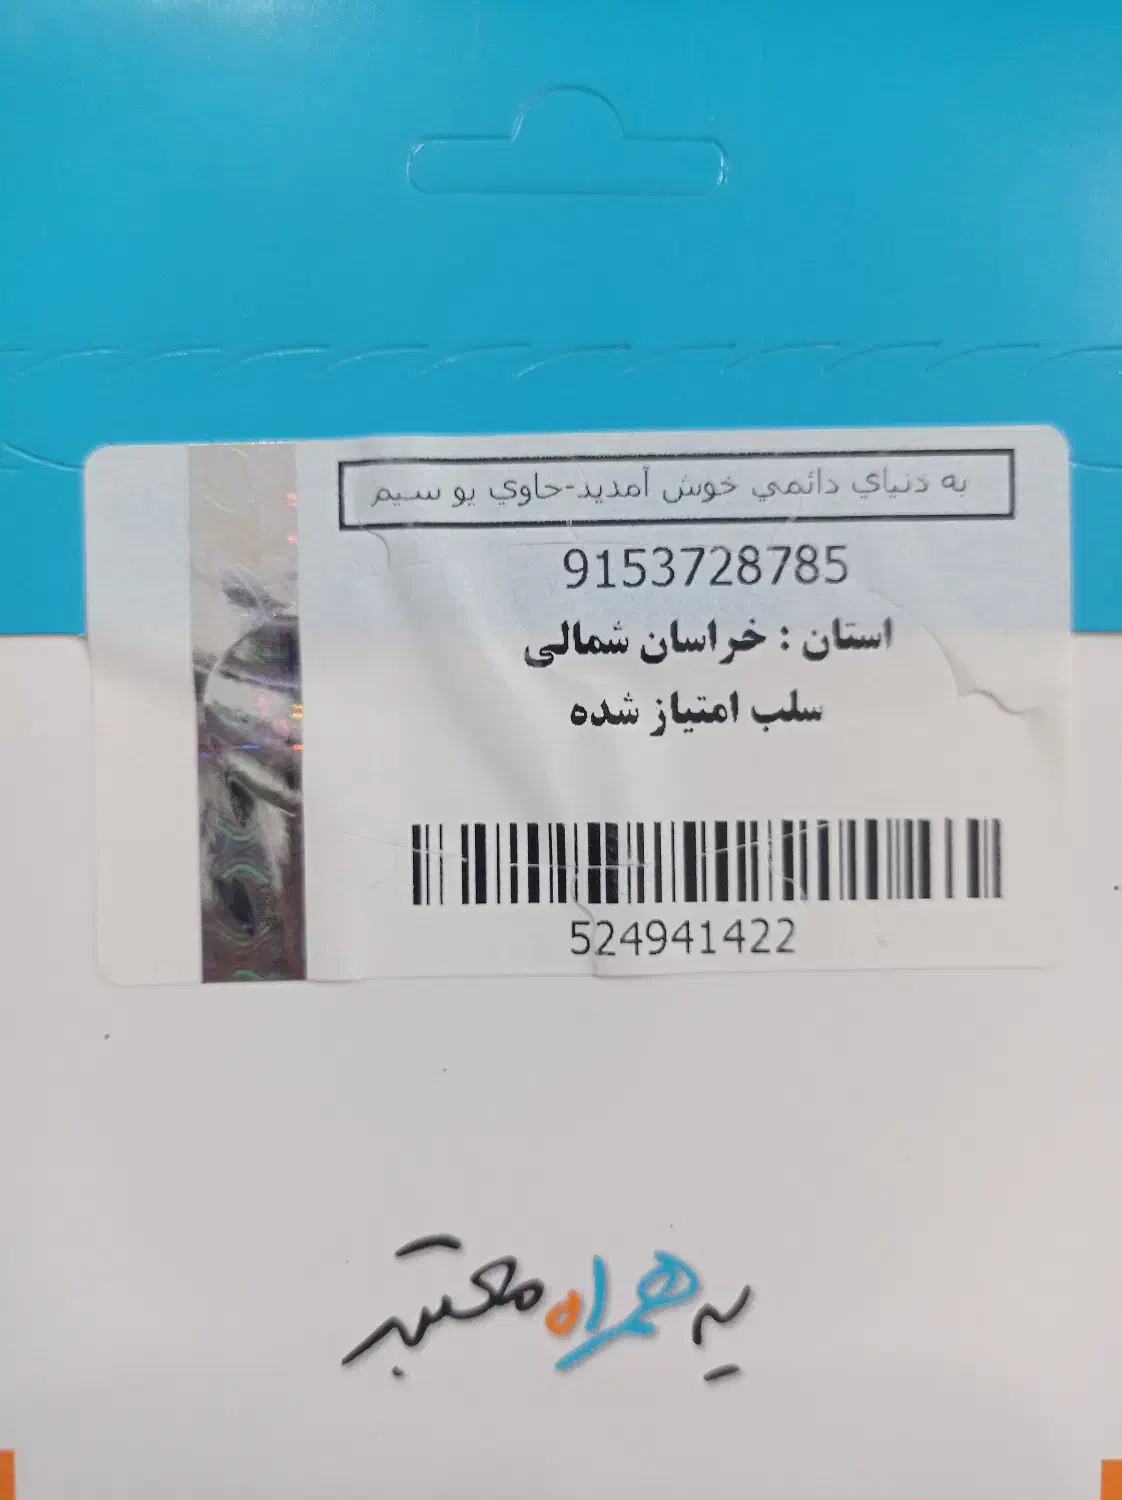 به دنياي دائمي خوش آمديد-حاوي يو سيم
9153728785
استان : خراسان شمالی
سلب امتیاز شده
524941422
یه همراه معتبر